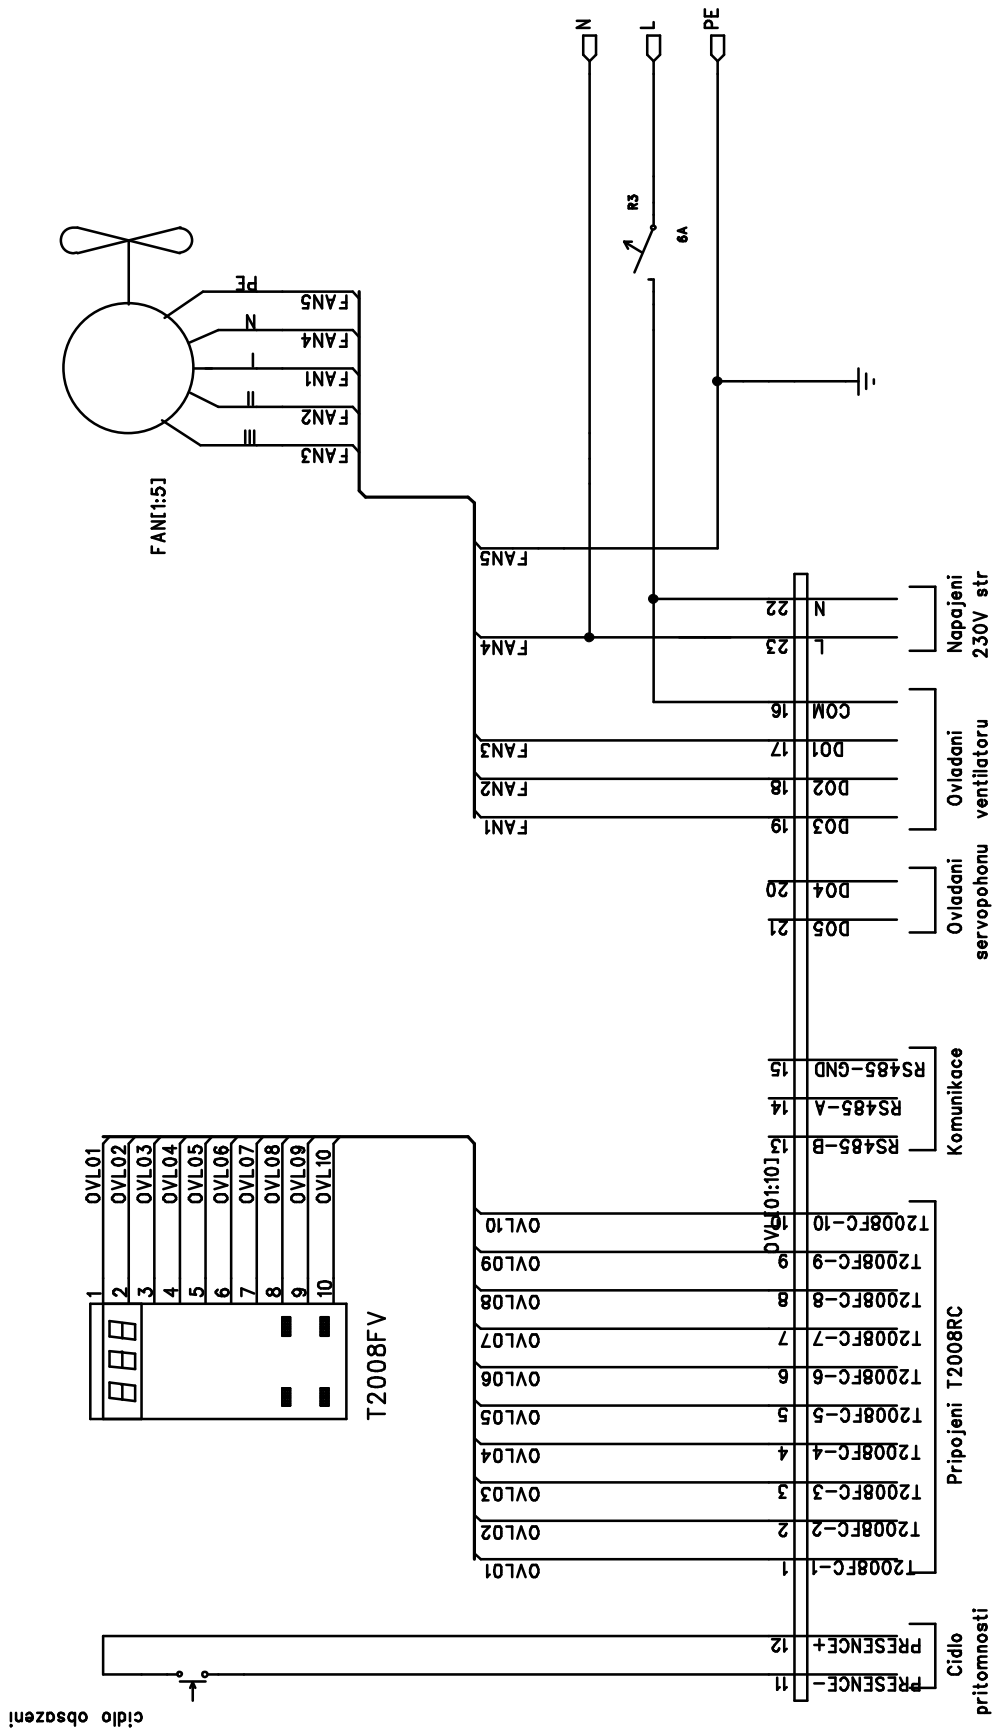 N
L
PE
R3
6A
PE
FAN5
N
FAN4
I
FAN1
II
FAN2
III
FAN3
FAN[1:5]
FAN5
FAN4
FAN3
FAN2
FAN1
22
N
23
L
Napajeni
230V str
16
COM
17
DO1
18
DO2
19
DO3
Ovladani
ventilatoru
20
DO4
21
DO5
Ovladani
servopohonu
15
RS485-GND
14
RS485-A
13
RS485-B
Komunikace
OVL01
OVL02
OVL03
OVL04
OVL05
OVL06
OVL07
OVL08
OVL09
OVL10
1
2
3
4
5
6
7
8
9
10
T2008FV
OVL[01:10]
OVL10
10
T2008FC-10
OVL09
9
T2008FC-9
OVL08
8
T2008FC-8
OVL07
7
T2008FC-7
OVL06
6
T2008FC-6
OVL05
5
T2008FC-5
OVL04
4
T2008FC-4
OVL03
3
T2008FC-3
OVL02
2
T2008FC-2
OVL01
1
T2008FC-1
Pripojeni T2008RC
12
PRESENCE+
11
PRESENCE-
Cidlo
pritomnosti
cidlo obsazeni